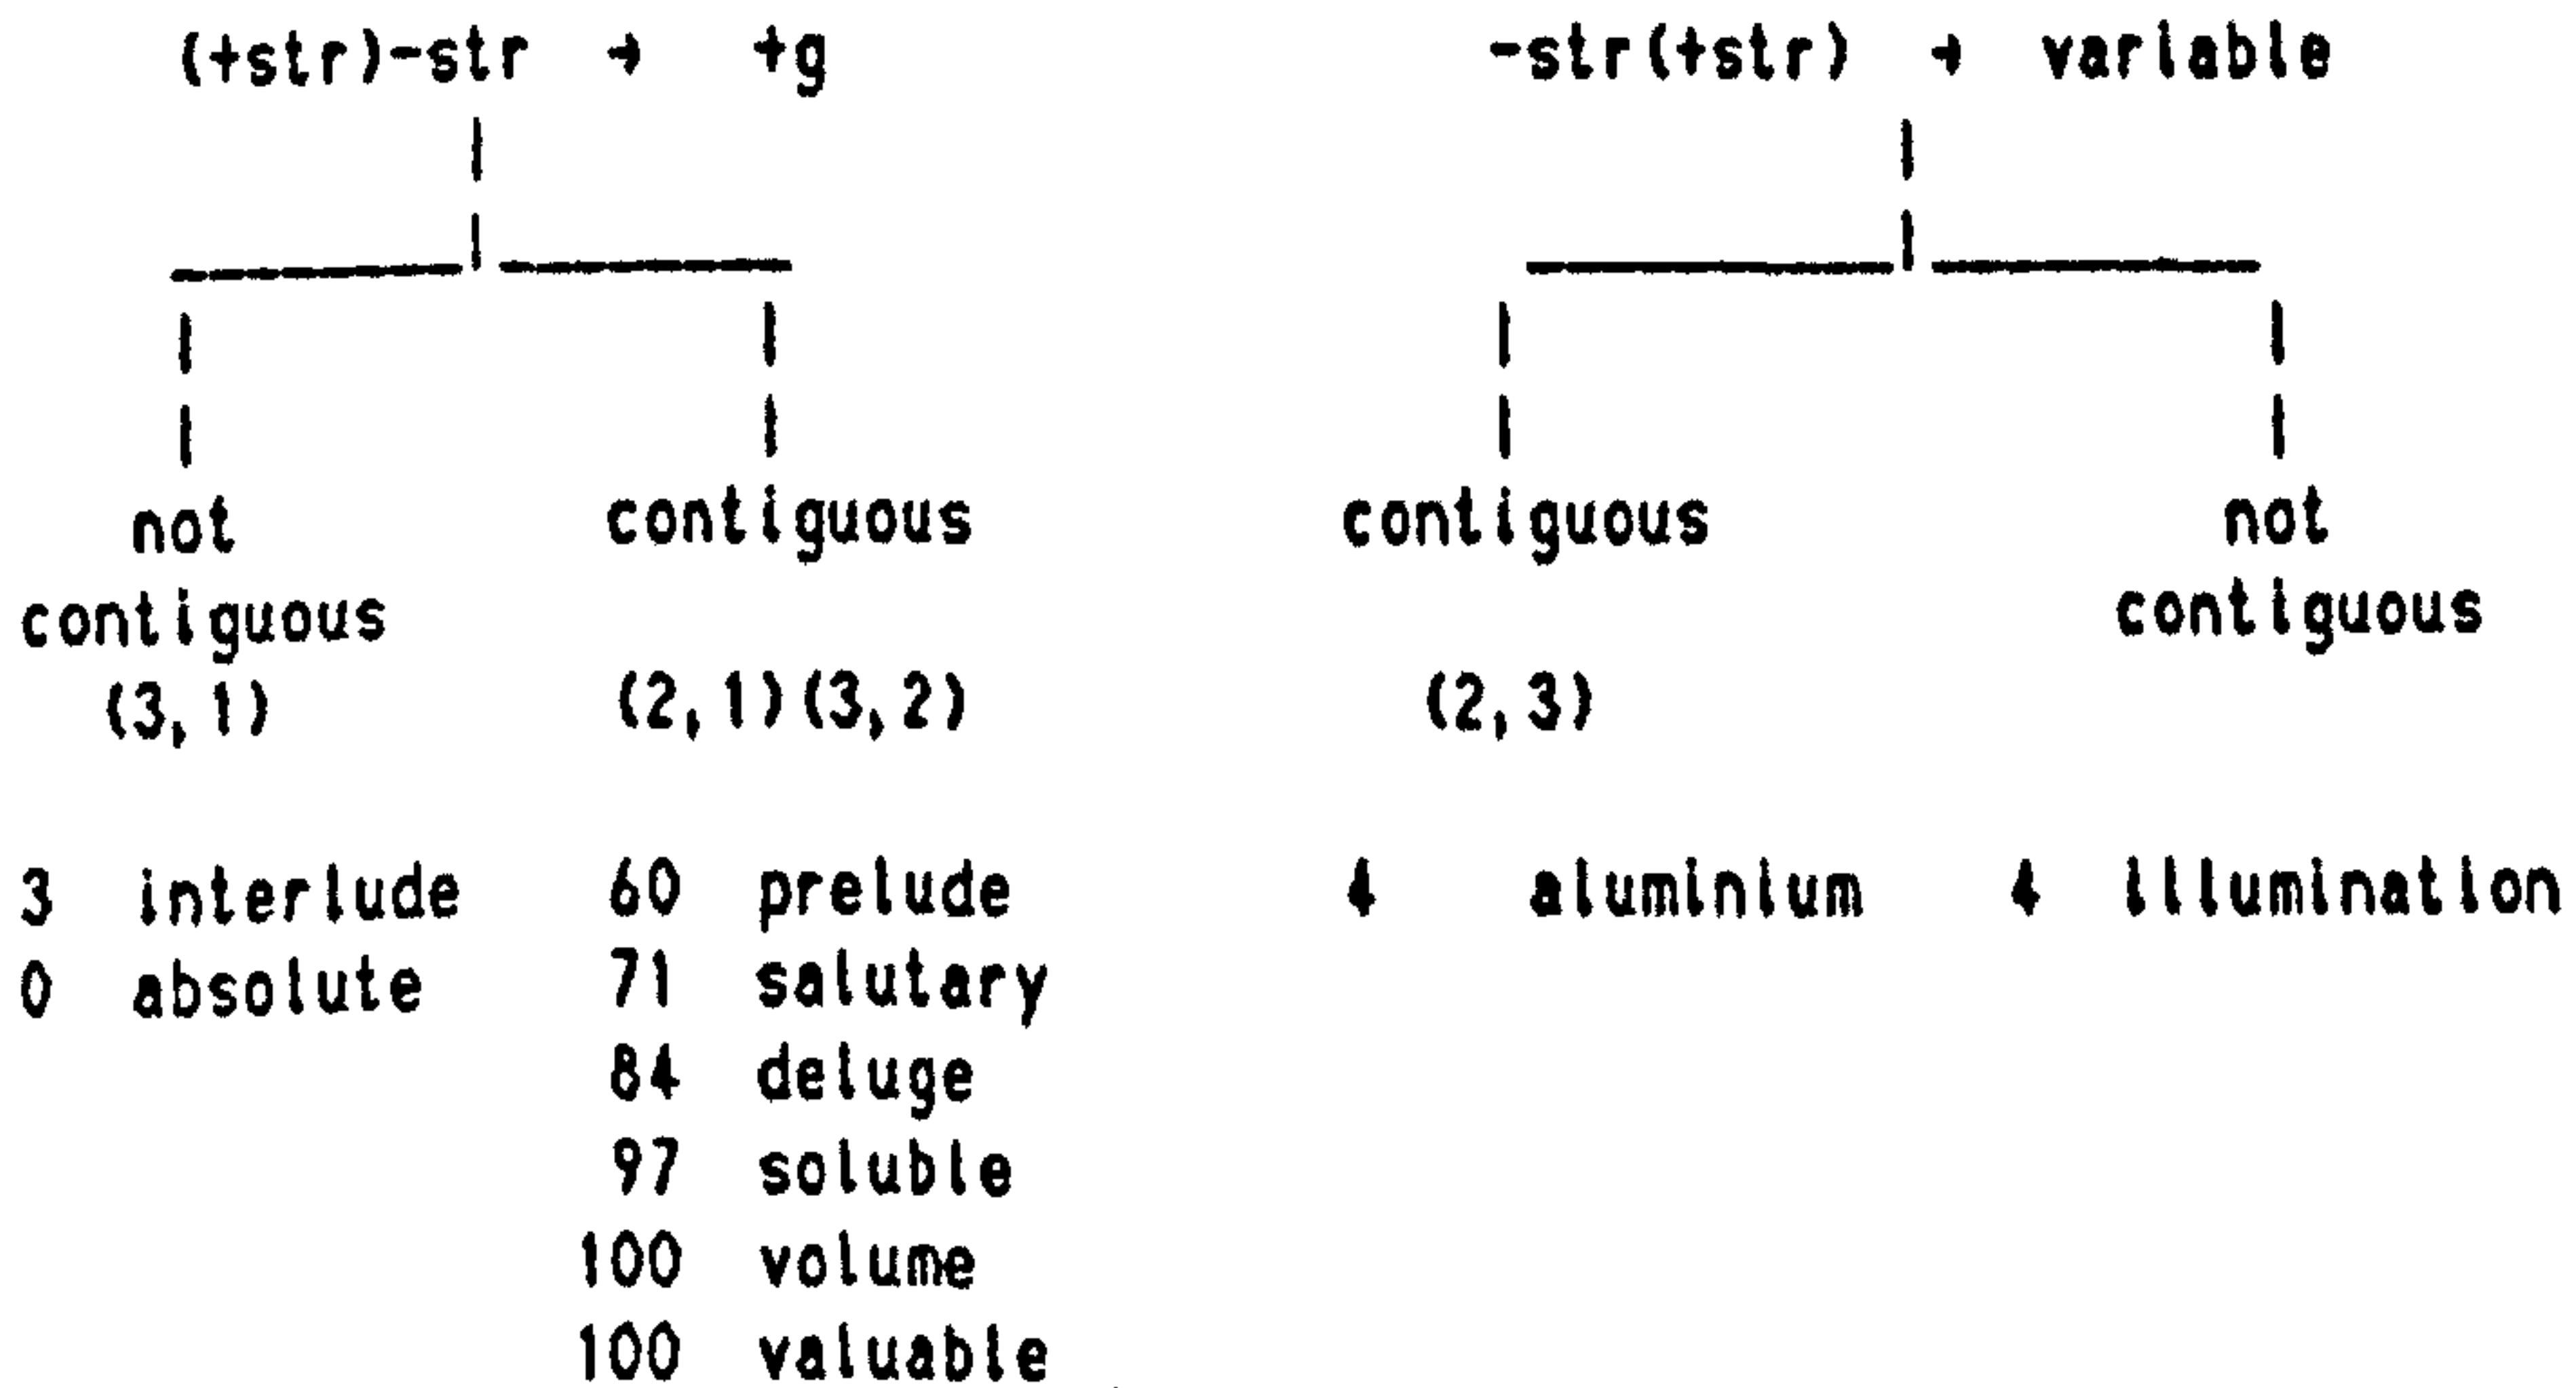 (+str)-str → +g -str(+str) → variable
not contiguous contiguous not
contiguous contiguous
(3,1) (2,1)(3,2) (2,3)
3 interlude 60 prelude 4 aluminium 4 illumination
0 absolute 71 salutary
84 deluge
97 soluble
100 volume
100 valuable